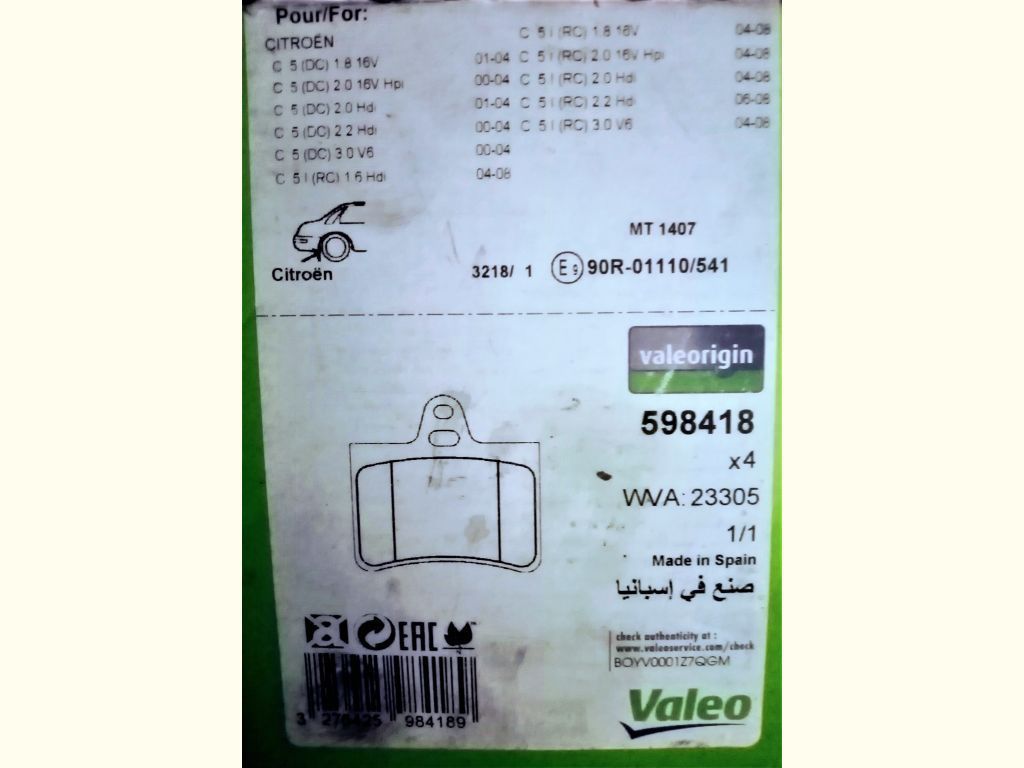 Pour/For:
CITROËN
C 5 (DC) 1.8 16V 01-04
C 5 (DC) 2.0 16V Hpi 00-04
C 5 (DC) 2.0 Hdi 01-04
C 5 (DC) 2.2 Hdi 00-04
C 5 (DC) 3.0 V6 00-04
C 5 I (RC) 1.6 Hdi 04-08
C 5 I (RC) 1.8 16V 04-08
C 5 I (RC) 2.0 16V Hpi 04-08
C 5 I (RC) 2.0 Hdi 04-08
C 5 I (RC) 2.2 Hdi 06-08
C 5 I (RC) 3.0 V6 04-08
Citroën
MT 1407
3218/ 1 E9 90R-01110/541
valeorigin
598418
x4
WVA: 23305
1/1
Made in Spain
صنع في إسبانيا
EAC
check authenticity at :
www.valeoservice.com/check
BOYV0001Z7QGM
3 276425 984189
Valeo